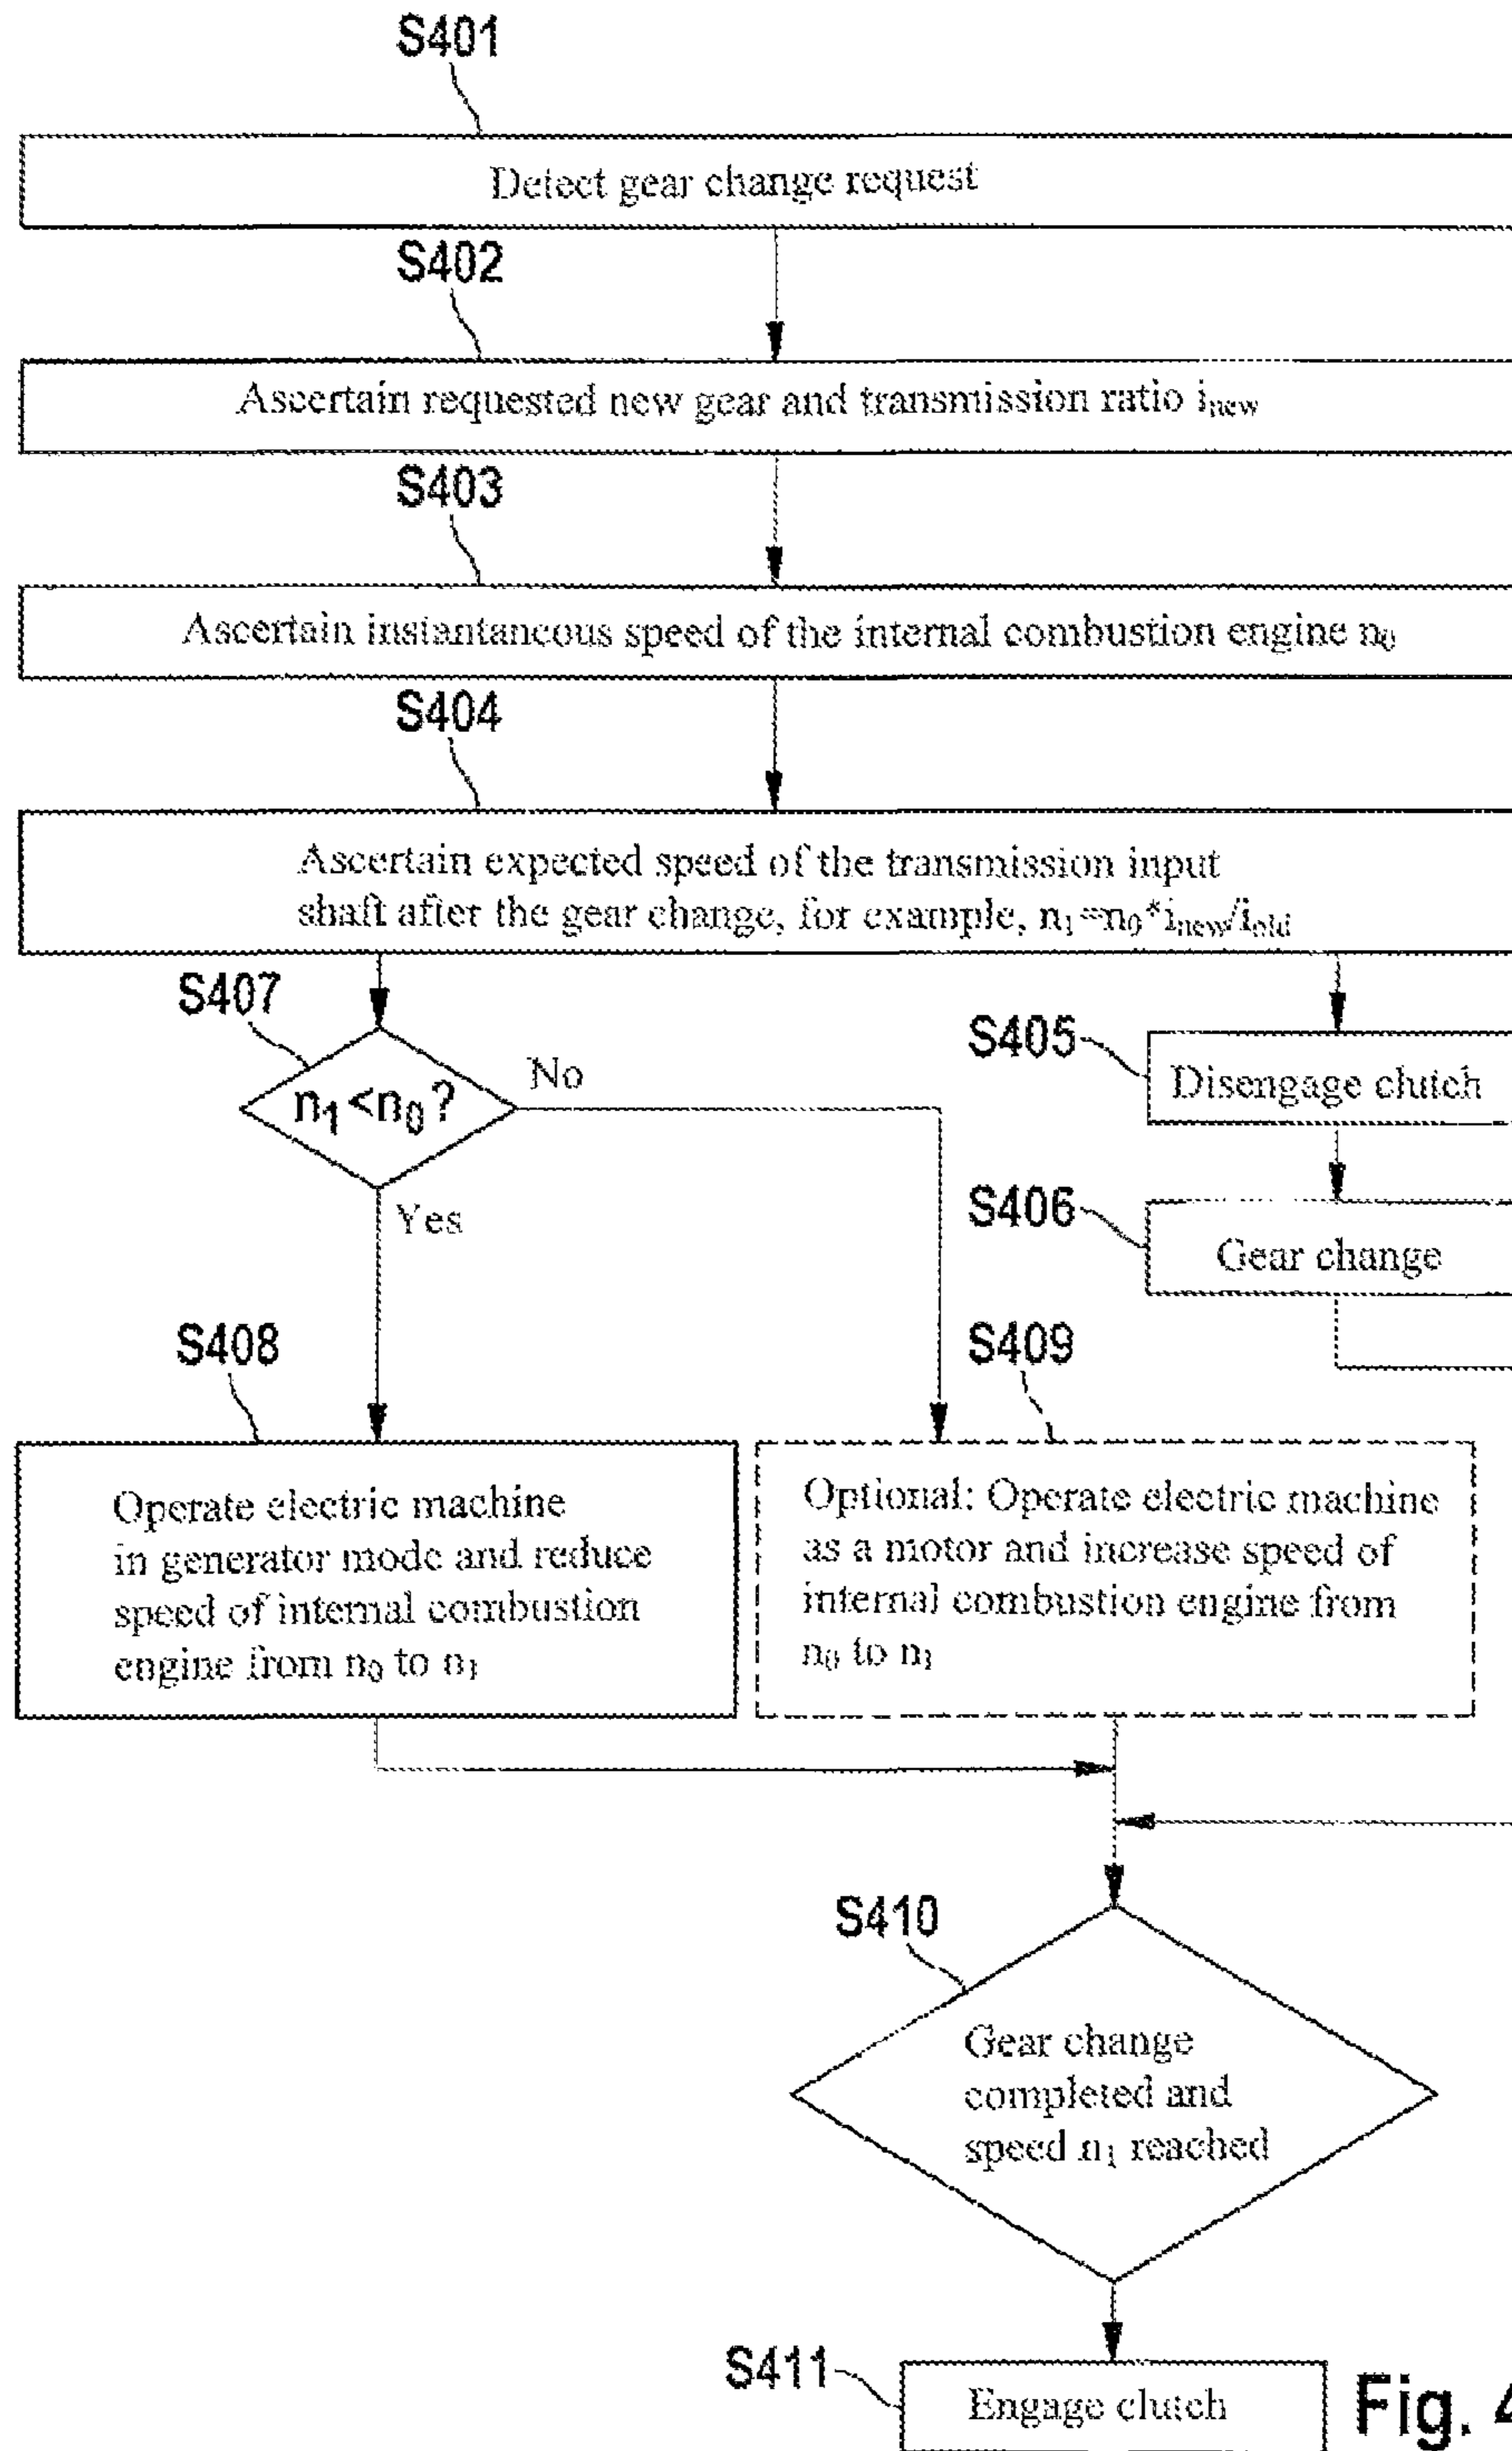 S401
Detect gear change request
S402
Ascertain requested new gear and transmission ratio i_new
S403
Ascertain instantaneous speed of the internal combustion engine n₀
S404
Ascertain expected speed of the transmission input
shaft after the gear change, for example, n₁=n₀*i_new/i_old
S407
n₁<n₀?
No
Yes
S405
Disengage clutch
S406
Gear change
S408
Operate electric machine
in generator mode and reduce
speed of internal combustion
engine from n₀ to n₁
S409
Optional: Operate electric machine
as a motor and increase speed of
internal combustion engine from
n₀ to n₁
S410
Gear change
completed and
speed n₁ reached
S411
Engage clutch
Fig. 4